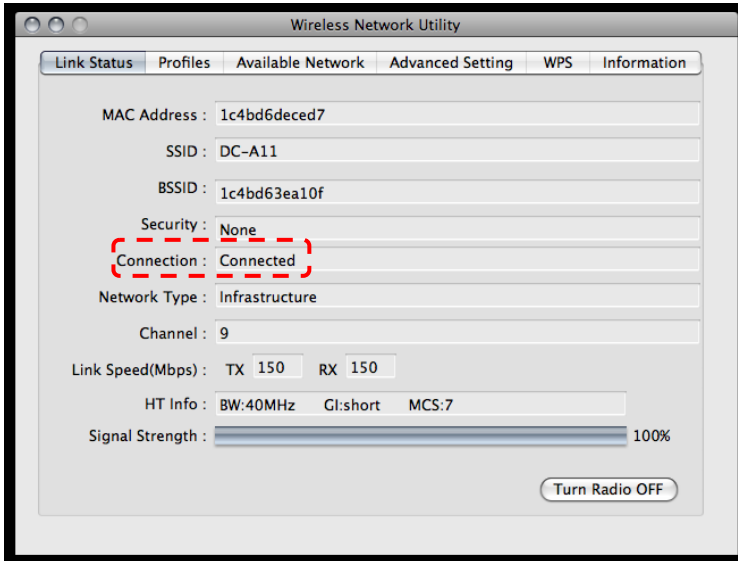 Wireless Network Utility
Link Status Profiles Available Network Advanced Setting WPS Information
MAC Address : 1c4bd6deced7
SSID : DC-A11
BSSID : 1c4bd63ea10f
Security : None
Connection : Connected
Network Type : Infrastructure
Channel : 9
Link Speed(Mbps) : TX 150 RX 150
HT Info : BW:40MHz GI:short MCS:7
Signal Strength : 100%
Turn Radio OFF